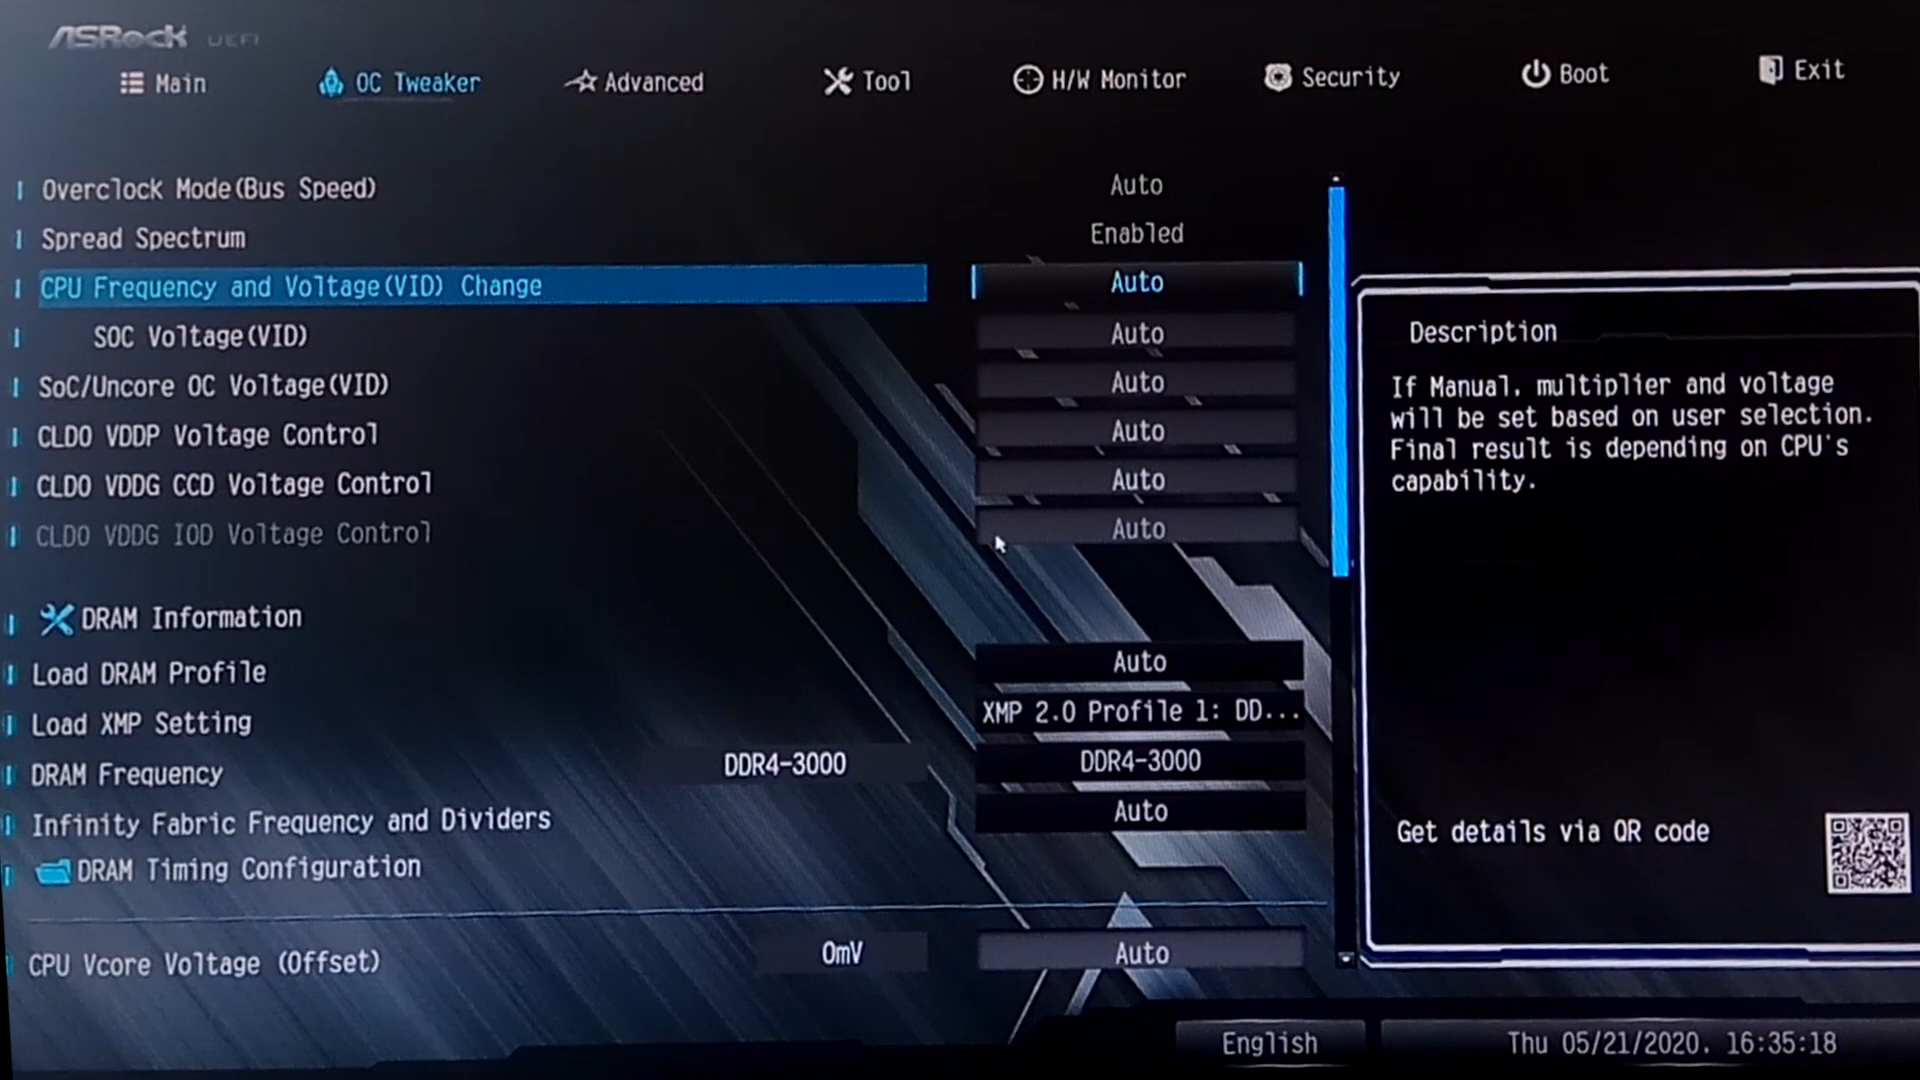 ASRock UEFI
Main OC Tweaker Advanced Tool H/W Monitor Security Boot Exit
Overclock Mode(Bus Speed) Auto
Spread Spectrum Enabled
CPU Frequency and Voltage(VID) Change Auto
SOC Voltage(VID) Auto
SoC/Uncore OC Voltage(VID) Auto
CLDO VDDP Voltage Control Auto
CLDO VDDG CCD Voltage Control Auto
CLDO VDDG IOD Voltage Control Auto
DRAM Information
Load DRAM Profile Auto
Load XMP Setting XMP 2.0 Profile 1: DD...
DRAM Frequency DDR4-3000 DDR4-3000
Infinity Fabric Frequency and Dividers Auto
DRAM Timing Configuration
CPU Vcore Voltage (Offset) 0mV Auto
Description
If Manual, multiplier and voltage
will be set based on user selection.
Final result is depending on CPU's
capability.
Get details via QR code
English Thu 05/21/2020. 16:35:18